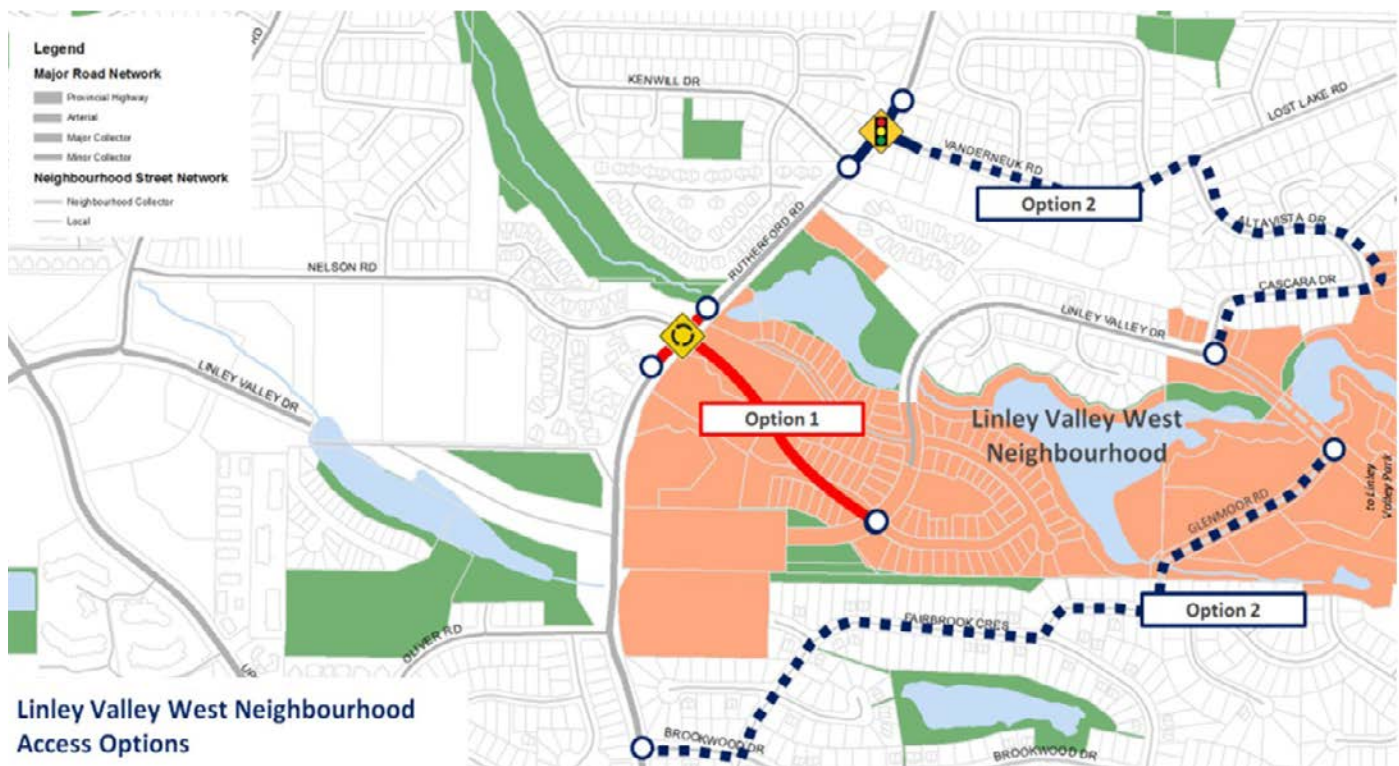 Legend
Major Road Network
Provincial Highway
Arterial
Major Collector
Minor Collector
Neighbourhood Street Network
Neighbourhood Collector
Local
RD
KENWILL DR
LOST LAKE RD
VANDERNEUK RD
Option 2
ALTAVISTA DR
RUTHERFORD RD
NELSON RD
CASCARA DR
LINLEY VALLEY DR
LINLEY VALLEY DR
Option 1
Linley Valley West
Neighbourhood
to Linley
Valley Park
GLENMOOR RD
Option 2
FAIRBROOK CRES
OLIVER RD
UP
Linley Valley West Neighbourhood
Access Options
BROOKWOOD DR
BROOKWOOD DR